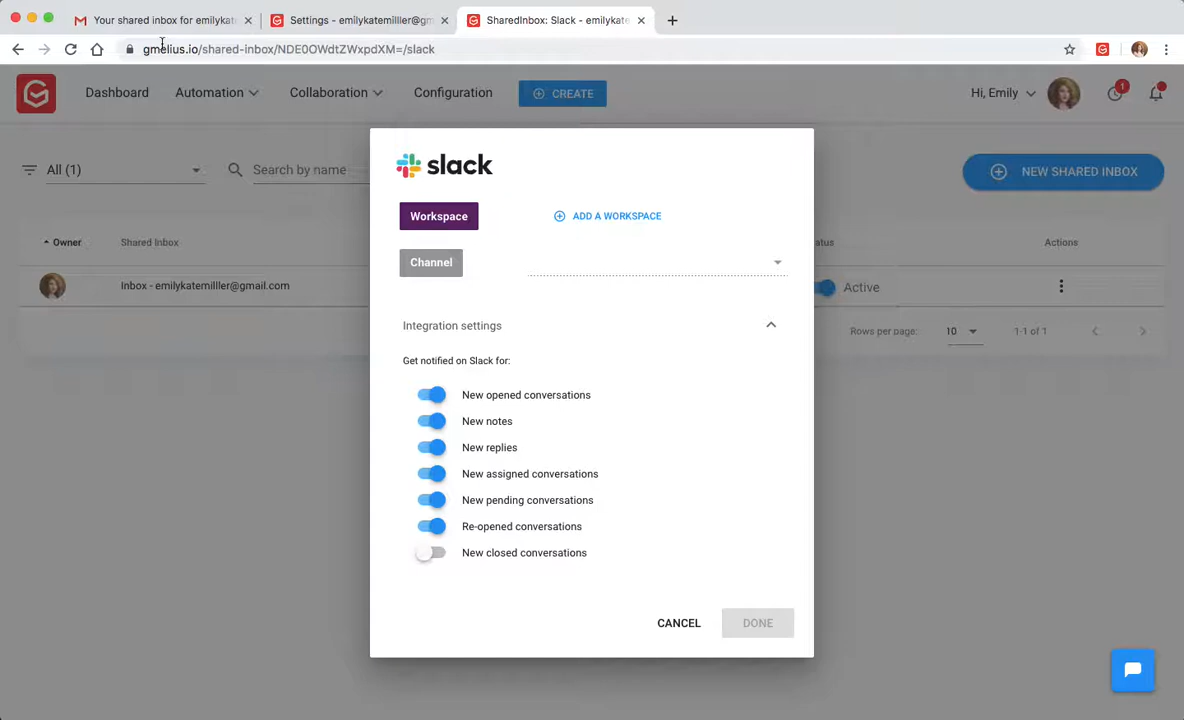 Your shared inbox for emilykat
Settings - emilykatemilller@gm
SharedInbox: Slack - emilykate
gmelius.io/shared-inbox/NDE0OWdtZWxpdXM=/slack
Dashboard Automation Collaboration Configuration CREATE Hi, Emily 1
All (1) Search by name NEW SHARED INBOX
slack
Workspace ADD A WORKSPACE
Owner Shared Inbox atus Actions
Channel
Inbox - emilykatemilller@gmail.com Active
Integration settings Rows per page: 10 1-1 of 1
Get notified on Slack for:
New opened conversations
New notes
New replies
New assigned conversations
New pending conversations
Re-opened conversations
New closed conversations
CANCEL DONE